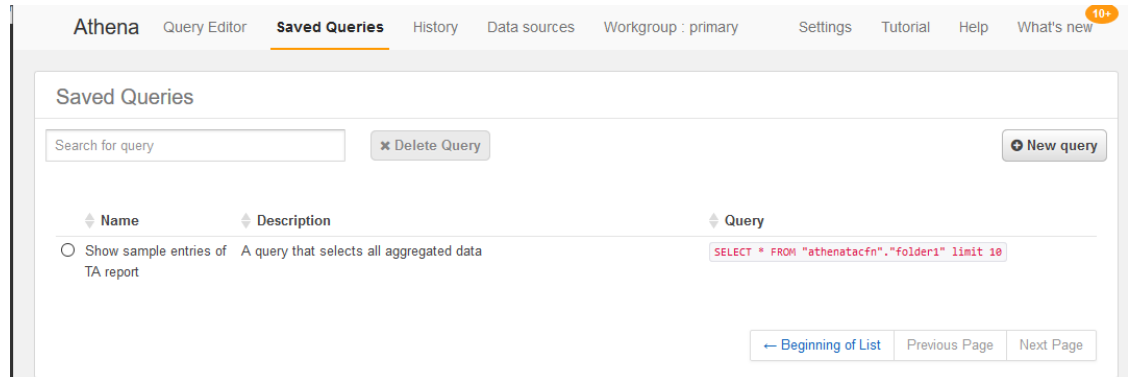 Athena Query Editor Saved Queries History Data sources Workgroup : primary Settings Tutorial Help What's new 10+
Saved Queries
Search for query Delete Query New query
Name Description Query
Show sample entries of A query that selects all aggregated data SELECT * FROM "athenatacfn"."folder1" limit 10
TA report
← Beginning of List Previous Page Next Page